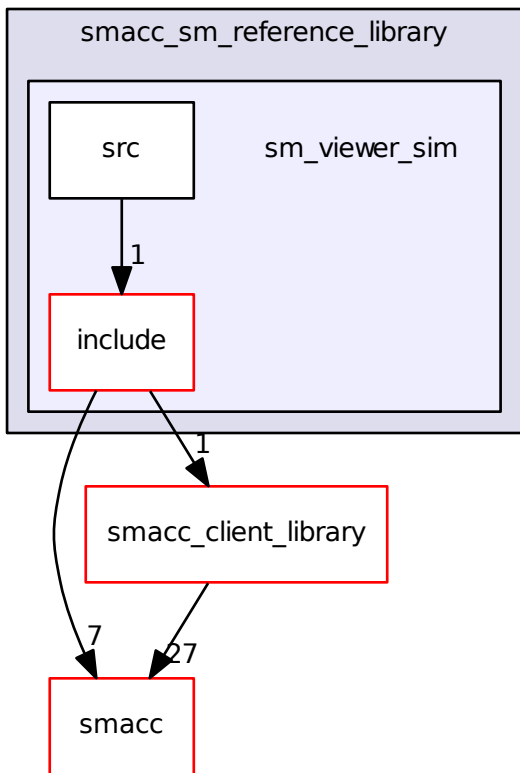 smacc_sm_reference_library
src
sm_viewer_sim
1
include
1
smacc_client_library
7
27
smacc